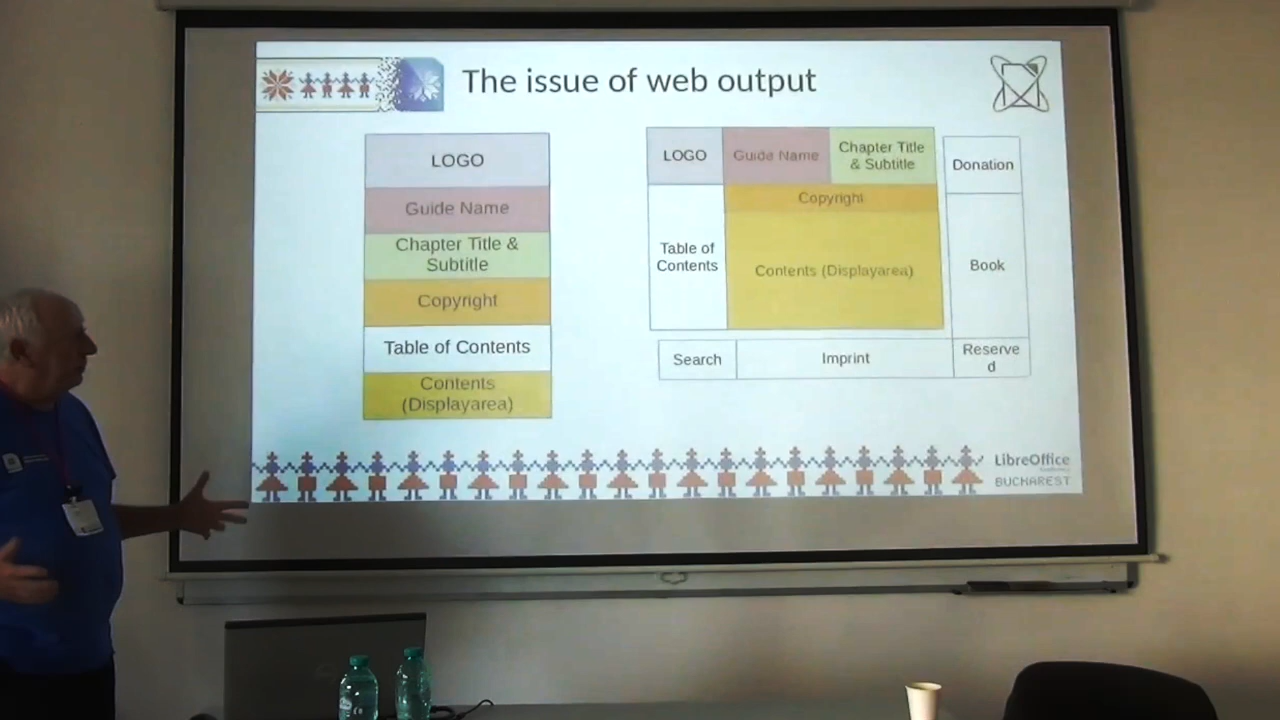 The issue of web output
LOGO
Guide Name
Chapter Title &
Subtitle
Copyright
Table of Contents
Contents
(Displayarea)
LOGO
Guide Name
Chapter Title
& Subtitle
Donation
Copyright
Table of
Contents
Contents (Displayarea)
Book
Search
Imprint
Reserve
d
LibreOffice
BUCHAREST